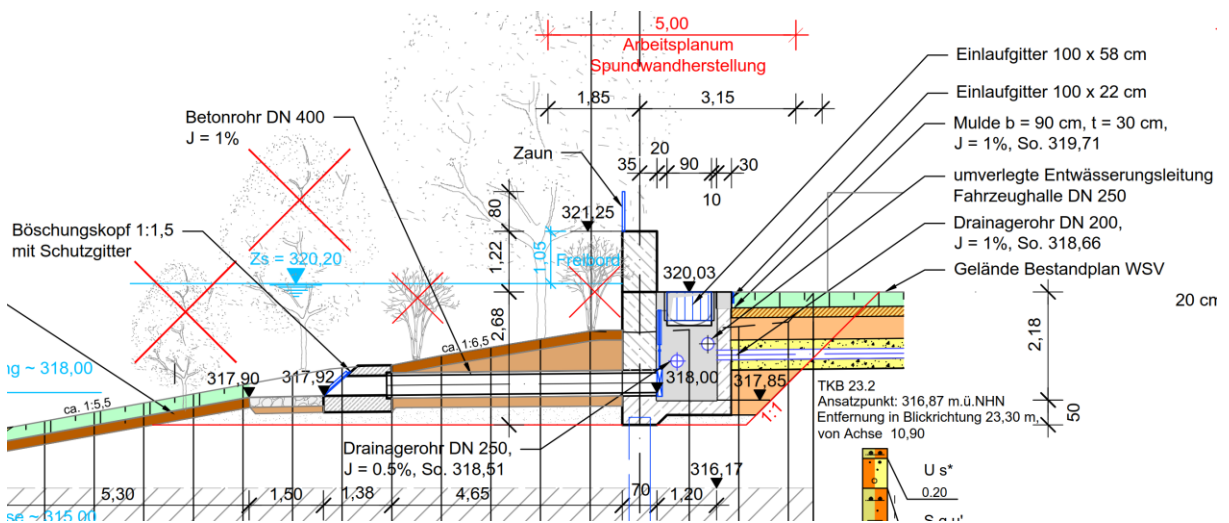 5,00
Arbeitsplanum
Spundwandherstellung
1,85
3,15
Einlaufgitter 100 x 58 cm
Einlaufgitter 100 x 22 cm
Mulde b = 90 cm, t = 30 cm,
J = 1%, So. 319,71
umverlegte Entwässerungsleitung
Fahrzeughalle DN 250
Drainagerohr DN 200,
J = 1%, So. 318,66
Gelände Bestandplan WSV
20 cm
Betonrohr DN 400
J = 1%
Zaun
35
20
90
10
30
80
1,22
2,68
1,05
321,25
Freibord
320,03
Böschungskopf 1:1,5
mit Schutzgitter
Zs = 320,20
ca. 1:6,5
ng ~ 318,00
317,90
317,92
318,00
317,85
2,18
50
ca. 1:5,5
1:1
TKB 23.2
Ansatzpunkt: 316,87 m.ü.NHN
Entfernung in Blickrichtung 23,30 m,
von Achse 10,90
Drainagerohr DN 250,
J = 0.5%, So. 318,51
316,17
5,30
1,50
1,38
4,65
70
1,20
se ~ 315,00
U s*
0.20
S g u'